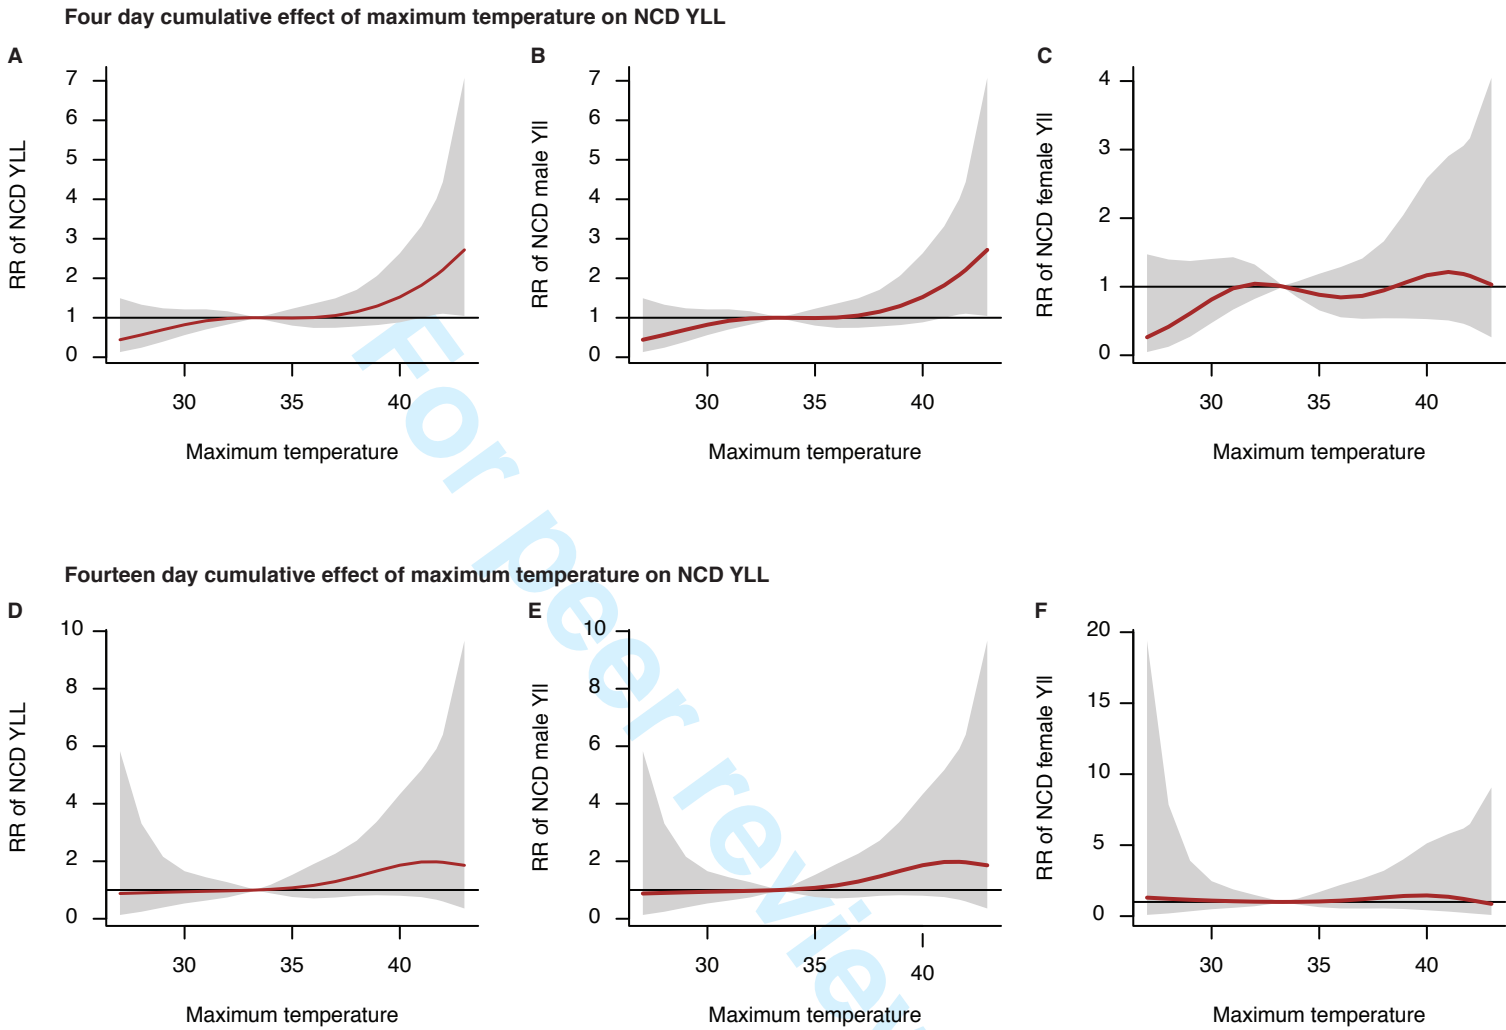 Four day cumulative effect of maximum temperature on NCD YLL
A
RR of NCD YLL
7
6
5
4
3
2
1
0
30 35 40
Maximum temperature
B
RR of NCD male Yll
7
6
5
4
3
2
1
0
30 35 40
Maximum temperature
C
RR of NCD female Yll
4
3
2
1
0
30 35 40
Maximum temperature
Fourteen day cumulative effect of maximum temperature on NCD YLL
D
RR of NCD YLL
10
8
6
4
2
0
30 35 40
Maximum temperature
E
RR of NCD male Yll
10
8
6
4
2
0
30 35 40
Maximum temperature
F
RR of NCD female Yll
20
15
10
5
0
30 35 40
Maximum temperature
For peer review